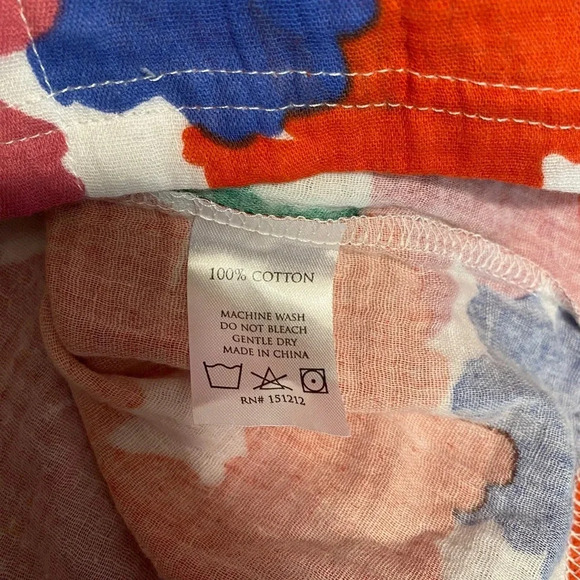 100% COTTON
MACHINE WASH
DO NOT BLEACH
GENTLE DRY
MADE IN CHINA
RN# 151212